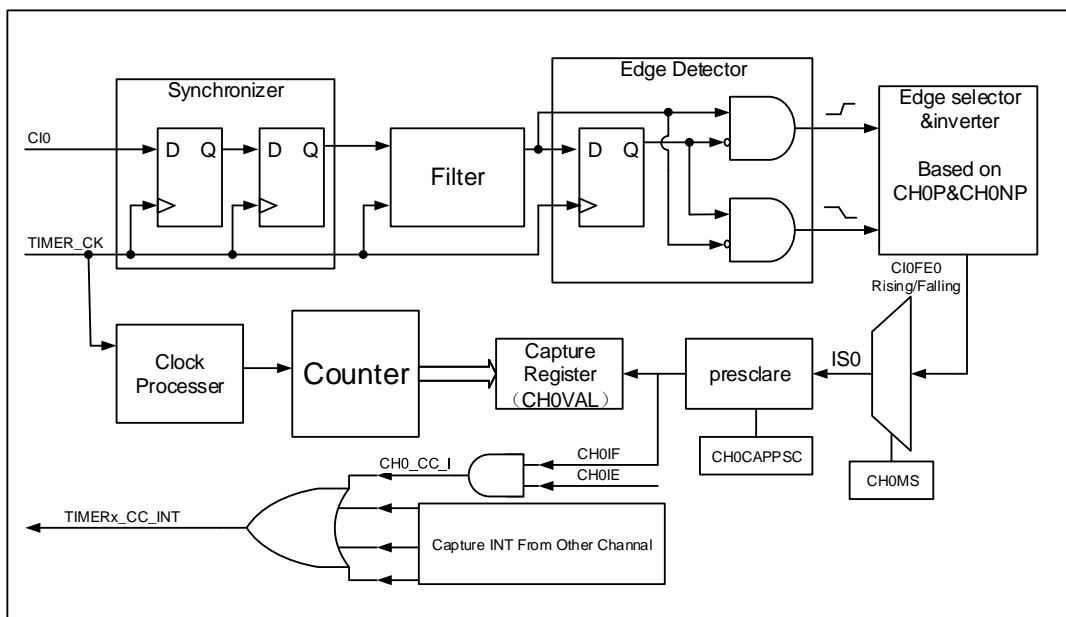 Synchronizer
Edge Detector
CI0
D Q
D Q
Filter
D Q
Edge selector
&inverter
Based on
CH0P&CH0NP
TIMER_CK
CI0FE0
Rising/Falling
Clock
Processer
Counter
Capture
Register
（CH0VAL）
presclare
IS0
CH0CAPPSC
CH0MS
CH0IF
CH0_CC_I
CH0IE
TIMERx_CC_INT
Capture INT From Other Channal